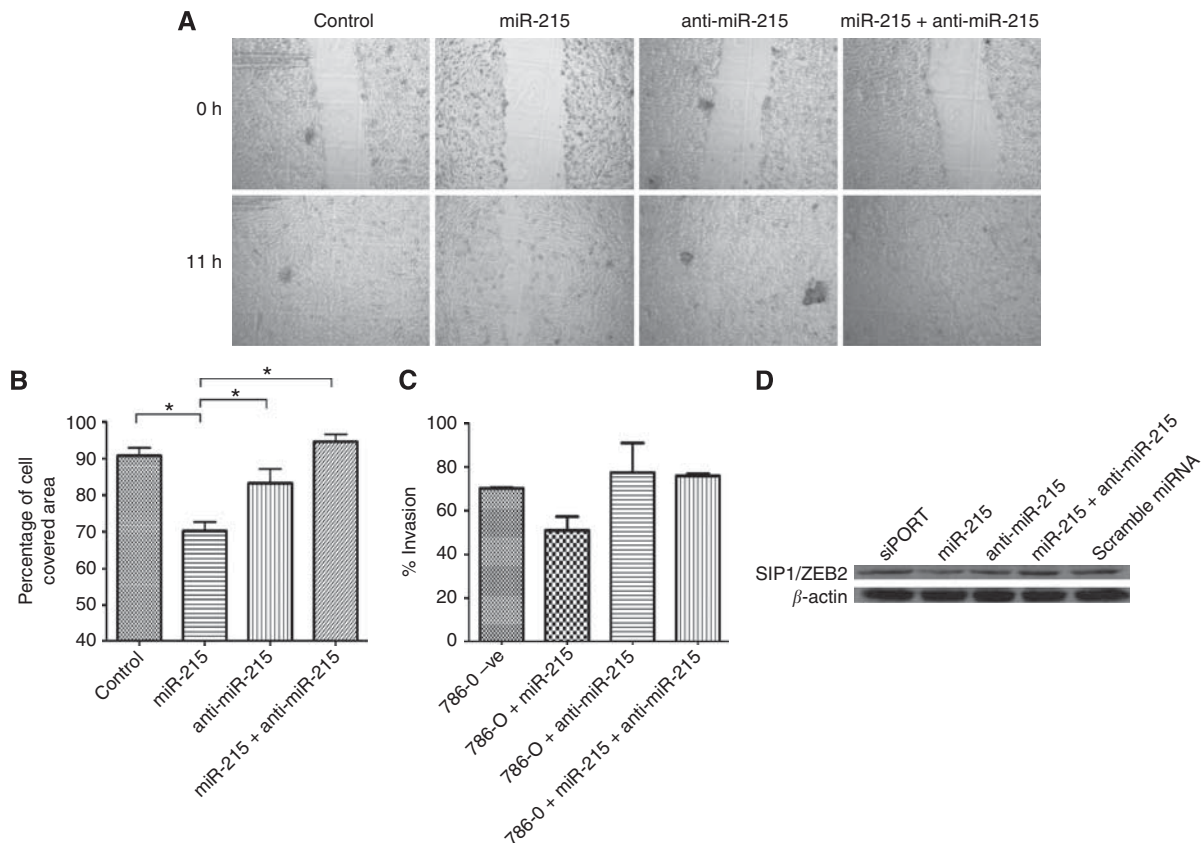 A
Control
miR-215
anti-miR-215
miR-215 + anti-miR-215
0 h
11 h
B
*
*
*
Percentage of cell
covered area
100
90
80
70
60
50
40
Control
miR-215
anti-miR-215
miR-215 + anti-miR-215
C
% Invasion
100
80
60
40
20
0
786-0 –ve
786-O + miR-215
786-O + anti-miR-215
786-0 + miR-215 + anti-miR-215
D
siPORT
miR-215
anti-miR-215
miR-215 + anti-miR-215
Scramble miRNA
SIP1/ZEB2
β-actin